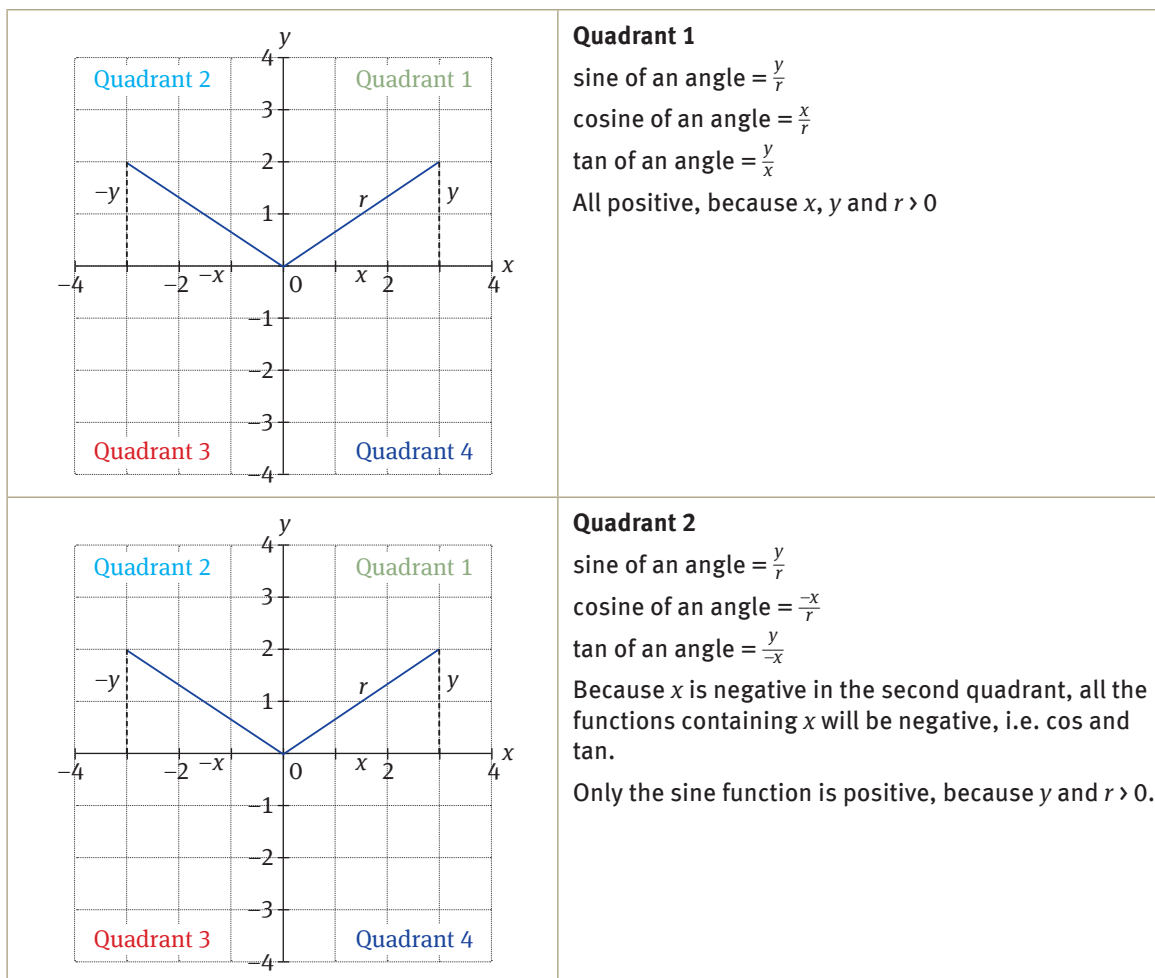 y
4
Quadrant 2 Quadrant 1
3
2
−y r y
1
−4 −2 −x 0 x 2 4 x
−1
−2
−3
Quadrant 3 Quadrant 4
−4
Quadrant 1
sine of an angle = y/r
cosine of an angle = x/r
tan of an angle = y/x
All positive, because x, y and r > 0
y
4
Quadrant 2 Quadrant 1
3
2
−y r y
1
−4 −2 −x 0 x 2 4 x
−1
−2
−3
Quadrant 3 Quadrant 4
−4
Quadrant 2
sine of an angle = y/r
cosine of an angle = −x/r
tan of an angle = y/−x
Because x is negative in the second quadrant, all the
functions containing x will be negative, i.e. cos and
tan.
Only the sine function is positive, because y and r > 0.